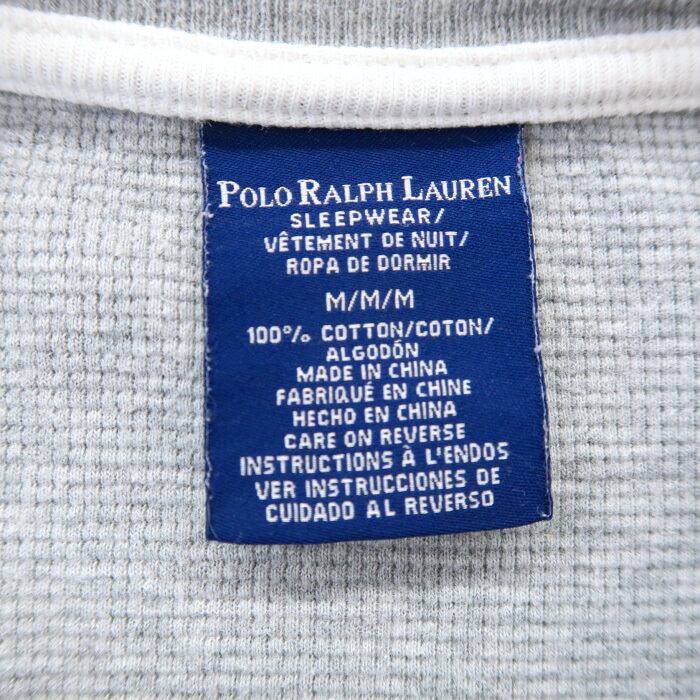 POLO RALPH LAUREN
SLEEPWEAR/
VÊTEMENT DE NUIT/
ROPA DE DORMIR
M/M/M
100% COTTON/COTON/
ALGODÓN
MADE IN CHINA
FABRIQUÉ EN CHINE
HECHO EN CHINA
CARE ON REVERSE
INSTRUCTIONS À L'ENDOS
VER INSTRUCCIONES DE
CUIDADO AL REVERSO